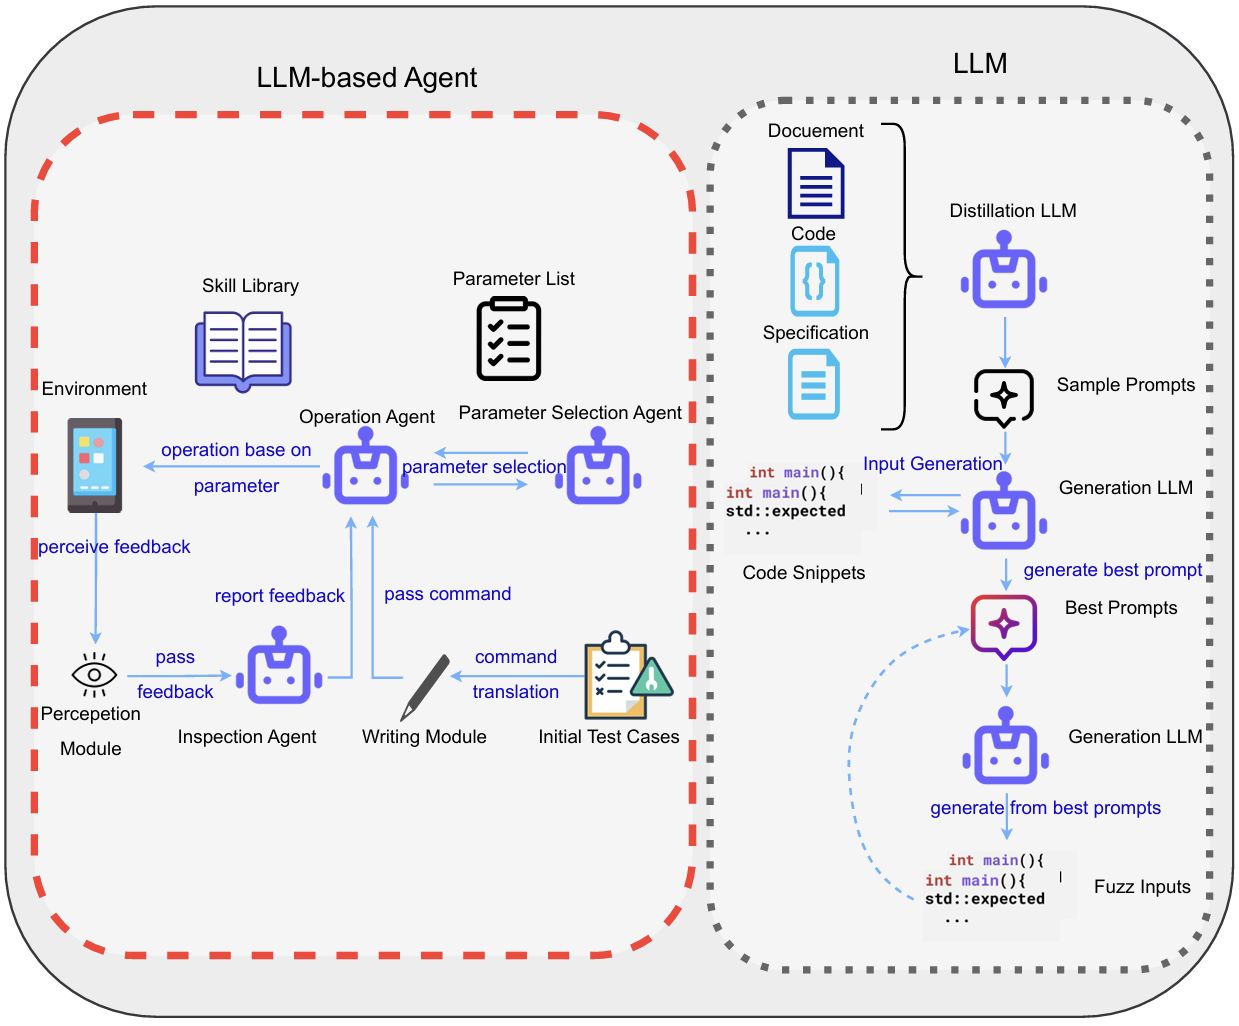 LLM-based Agent
Skill Library
Parameter List
Environment
Operation Agent
Parameter Selection Agent
operation base on
parameter
parameter selection
perceive feedback
report feedback
pass command
pass
feedback
command
translation
Percepetion
Module
Inspection Agent
Writing Module
Initial Test Cases
LLM
Docuement
Code
{}
Specification
Distillation LLM
Sample Prompts
Input Generation
int main(){
int main(){
std::expected
...
Code Snippets
Generation LLM
generate best prompt
Best Prompts
Generation LLM
generate from best prompts
int main(){
int main(){
std::expected
...
Fuzz Inputs